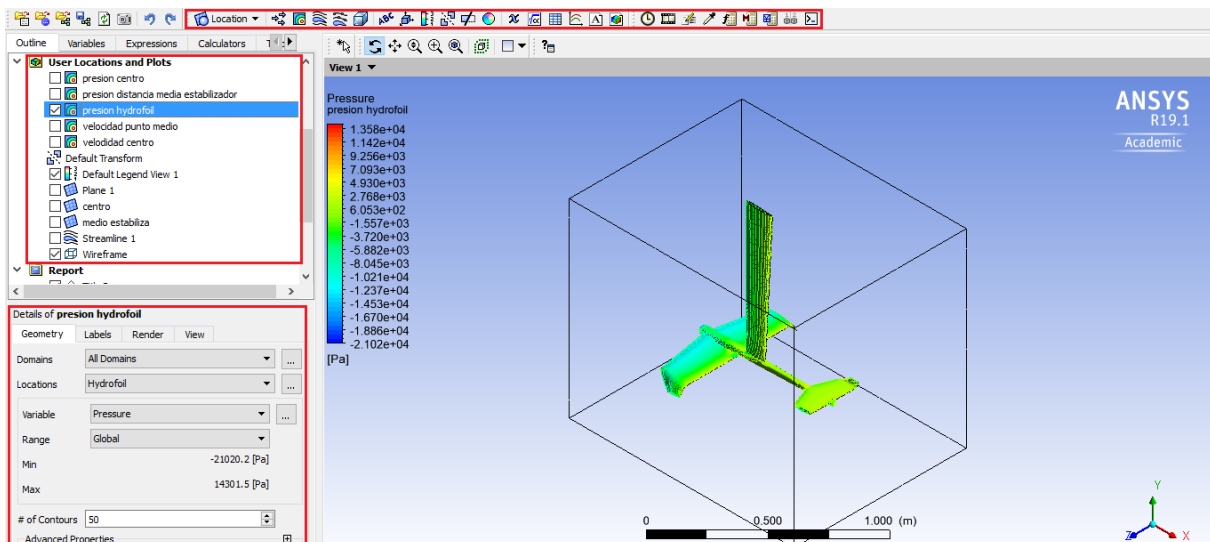 Location
Outline
Variables
Expressions
Calculators
User Locations and Plots
presion centro
presion distancia media estabilizador
presion hydrofoil
velocidad punto medio
velodidad centro
Default Transform
Default Legend View 1
Plane 1
centro
medio estabiliza
Streamline 1
Wireframe
Report
Details of presion hydrofoil
Geometry
Labels
Render
View
Domains
All Domains
...
Locations
Hydrofoil
...
Variable
Pressure
...
Range
Global
Min
-21020.2 [Pa]
Max
14301.5 [Pa]
# of Contours
50
Advanced Properties
View 1
Pressure
presion hydrofoil
1.358e+04
1.142e+04
9.256e+03
7.093e+03
4.930e+03
2.768e+03
6.053e+02
-1.557e+03
-3.720e+03
-5.882e+03
-8.045e+03
-1.021e+04
-1.237e+04
-1.453e+04
-1.670e+04
-1.886e+04
-2.102e+04
[Pa]
ANSYS
R19.1
Academic
0
0.500
1.000 (m)
Y
Z
X